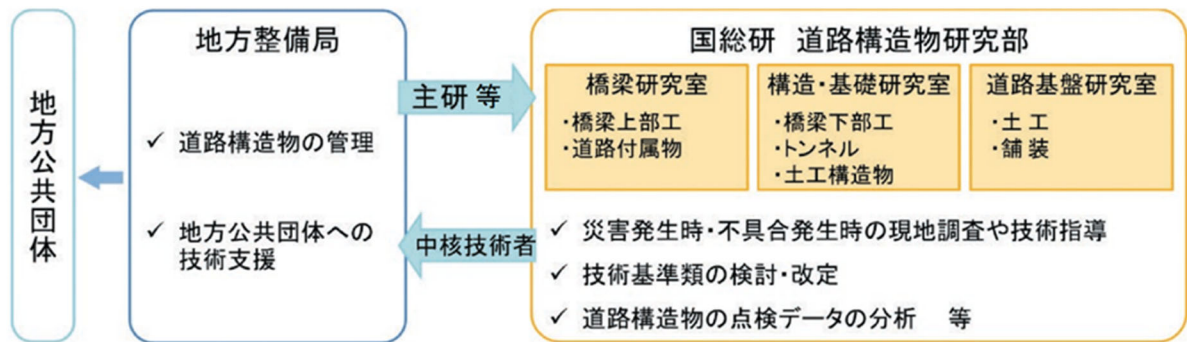 地方公共団体
地方整備局
✓ 道路構造物の管理
✓ 地方公共団体への
技術支援
主研 等
中核技術者
国総研 道路構造物研究部
橋梁研究室
・橋梁上部工
・道路付属物
構造・基礎研究室
・橋梁下部工
・トンネル
・土工構造物
道路基盤研究室
・土 工
・舗 装
✓ 災害発生時・不具合発生時の現地調査や技術指導
✓ 技術基準類の検討・改定
✓ 道路構造物の点検データの分析 等